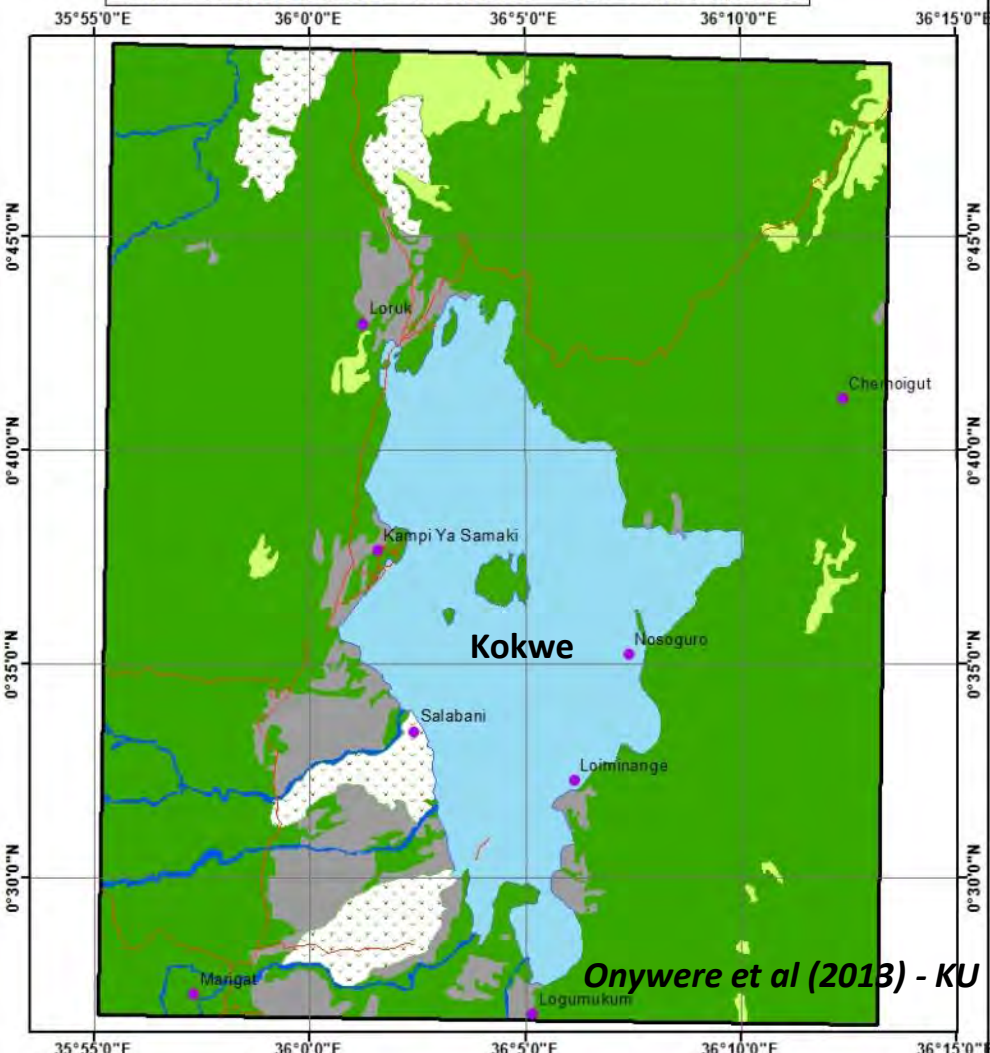 35°55'0"E 36°0'0"E 36°5'0"E 36°10'0"E 36°15'0"E
0°45'0"N 0°45'0"N
Loruk
Chemoigut
0°40'0"N 0°40'0"N
Kampi Ya Samaki
Kokwe
Nosoguro
0°35'0"N 0°35'0"N
Salabani
Loiminange
0°30'0"N 0°30'0"N
Marigat
Onywere et al (2013) - KU
Logumukum
35°55'0"E 36°0'0"E 36°5'0"E 36°10'0"E 36°15'0"E